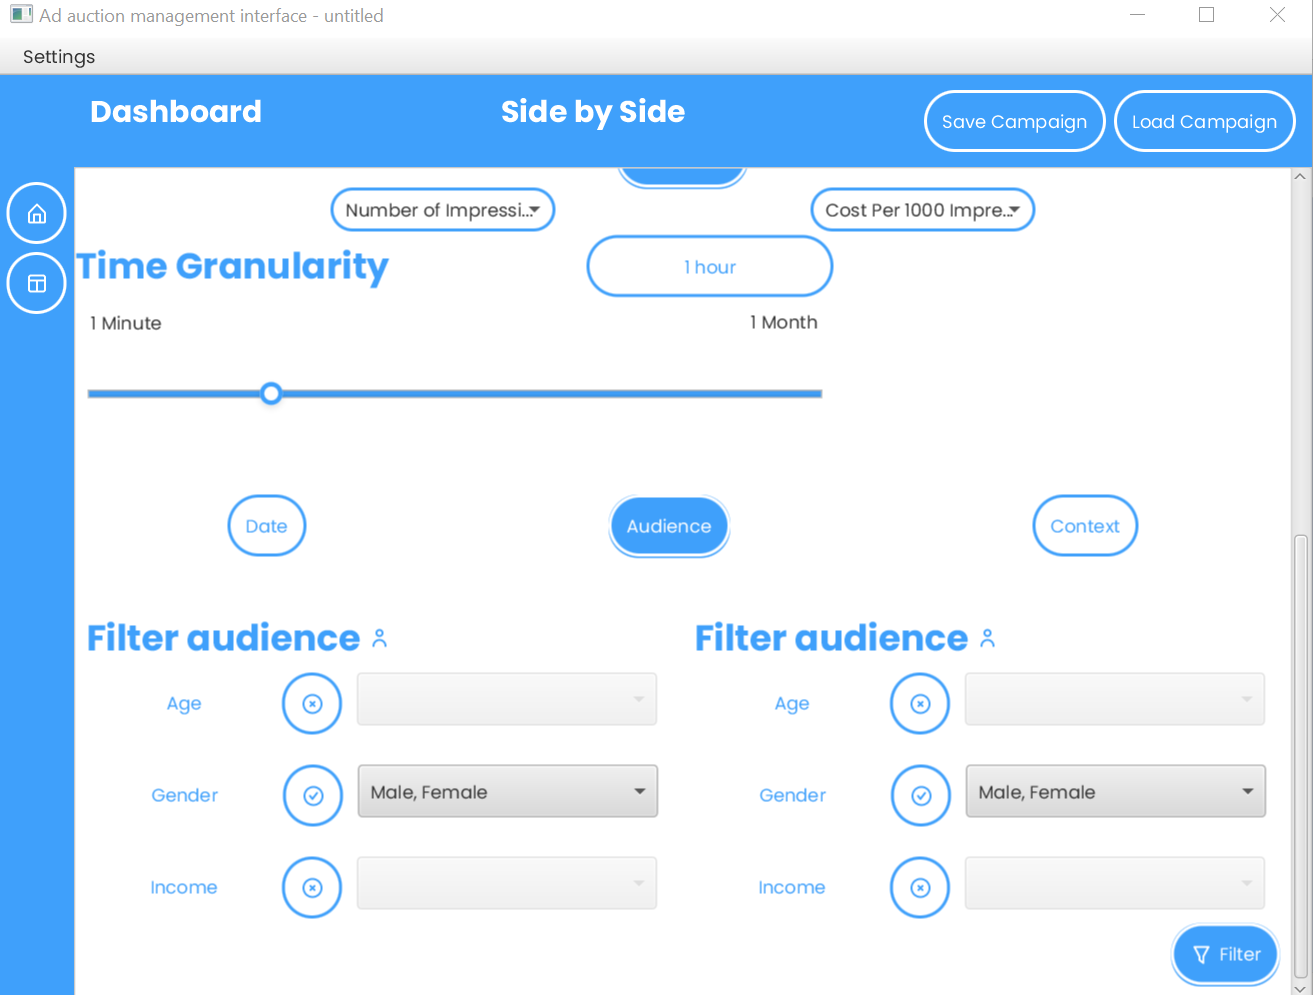 Ad auction management interface - untitled
Settings
Dashboard
Side by Side
Save Campaign
Load Campaign
Number of Impressi...
Cost Per 1000 Impre...
Time Granularity
1 hour
1 Minute
1 Month
Date
Audience
Context
Filter audience
Filter audience
Age
Age
Gender
Male, Female
Gender
Male, Female
Income
Income
Filter